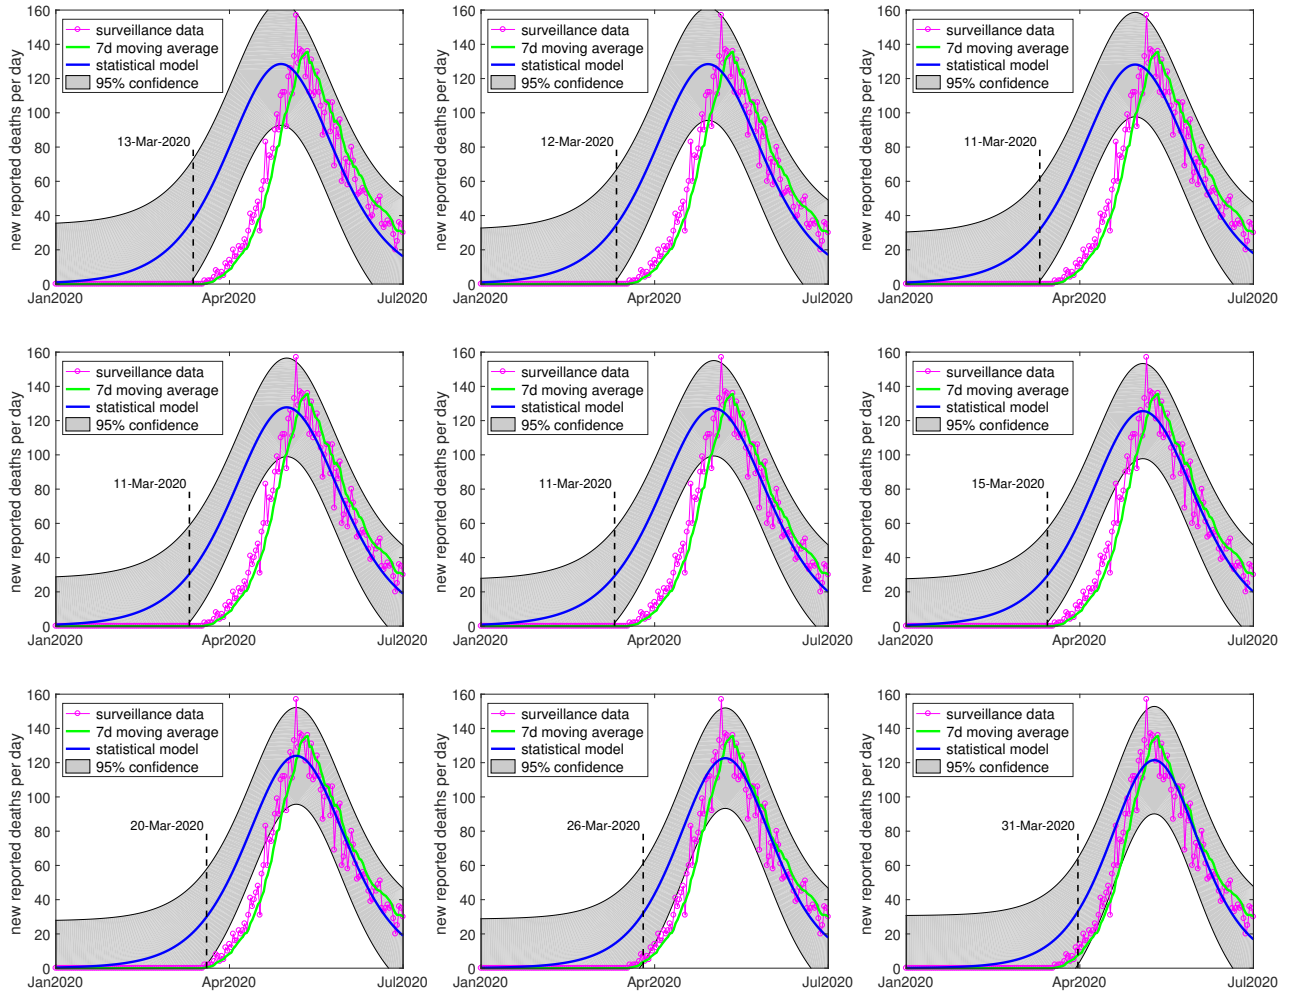 new reported deaths per day
160
140
120
100
80
60
40
20
0
surveillance data
7d moving average
statistical model
95% confidence
13-Mar-2020
Jan2020
Apr2020
Jul2020
new reported deaths per day
160
140
120
100
80
60
40
20
0
surveillance data
7d moving average
statistical model
95% confidence
12-Mar-2020
Jan2020
Apr2020
Jul2020
new reported deaths per day
160
140
120
100
80
60
40
20
0
surveillance data
7d moving average
statistical model
95% confidence
11-Mar-2020
Jan2020
Apr2020
Jul2020
new reported deaths per day
160
140
120
100
80
60
40
20
0
surveillance data
7d moving average
statistical model
95% confidence
11-Mar-2020
Jan2020
Apr2020
Jul2020
new reported deaths per day
160
140
120
100
80
60
40
20
0
surveillance data
7d moving average
statistical model
95% confidence
11-Mar-2020
Jan2020
Apr2020
Jul2020
new reported deaths per day
160
140
120
100
80
60
40
20
0
surveillance data
7d moving average
statistical model
95% confidence
15-Mar-2020
Jan2020
Apr2020
Jul2020
new reported deaths per day
160
140
120
100
80
60
40
20
0
surveillance data
7d moving average
statistical model
95% confidence
20-Mar-2020
Jan2020
Apr2020
Jul2020
new reported deaths per day
160
140
120
100
80
60
40
20
0
surveillance data
7d moving average
statistical model
95% confidence
26-Mar-2020
Jan2020
Apr2020
Jul2020
new reported deaths per day
160
140
120
100
80
60
40
20
0
surveillance data
7d moving average
statistical model
95% confidence
31-Mar-2020
Jan2020
Apr2020
Jul2020